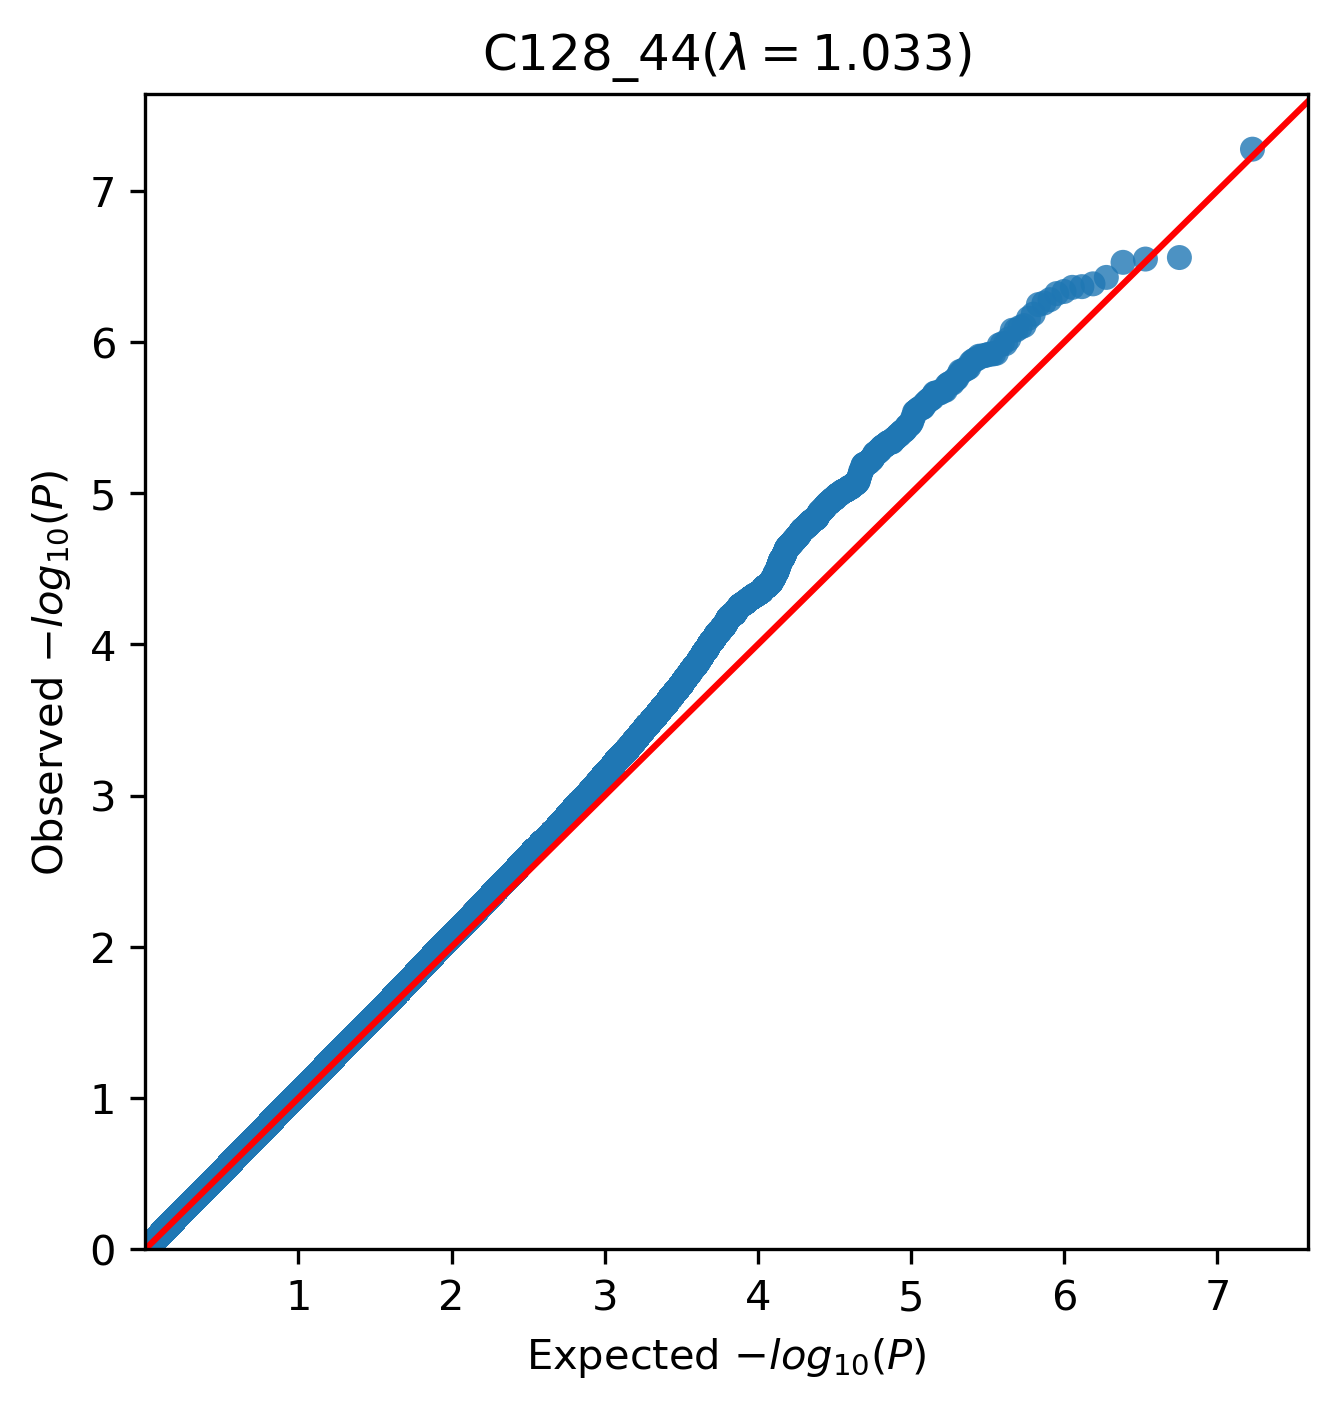 C128_44(λ = 1.033)
Observed −log₁₀(P)
7
6
5
4
3
2
1
0
1 2 3 4 5 6 7
Expected −log₁₀(P)